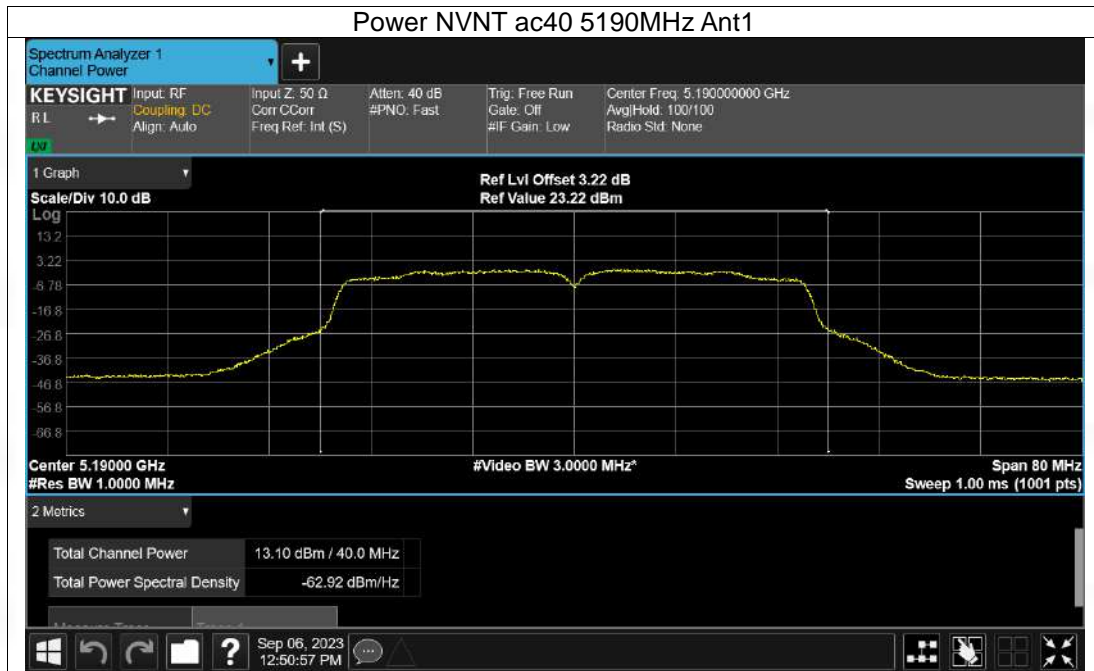 Power NVNT ac40 5190MHz Ant1
Spectrum Analyzer 1
Channel Power
KEYSIGHT
RL
LXI
Input: RF
Coupling: DC
Align: Auto
Input Z: 50 Ω
Corr CCorr
Freq Ref: Int (S)
Atten: 40 dB
#PNO: Fast
Trig: Free Run
Gate: Off
#IF Gain: Low
Center Freq: 5.190000000 GHz
Avg|Hold: 100/100
Radio Std: None
1 Graph
Scale/Div 10.0 dB
Ref Lvl Offset 3.22 dB
Ref Value 23.22 dBm
Log
13.2
3.22
-6.78
-16.8
-26.8
-36.8
-46.8
-56.8
-66.8
Center 5.19000 GHz
#Res BW 1.0000 MHz
#Video BW 3.0000 MHz*
Span 80 MHz
Sweep 1.00 ms (1001 pts)
2 Metrics
Total Channel Power 13.10 dBm / 40.0 MHz
Total Power Spectral Density -62.92 dBm/Hz
Sep 06, 2023
12:50:57 PM